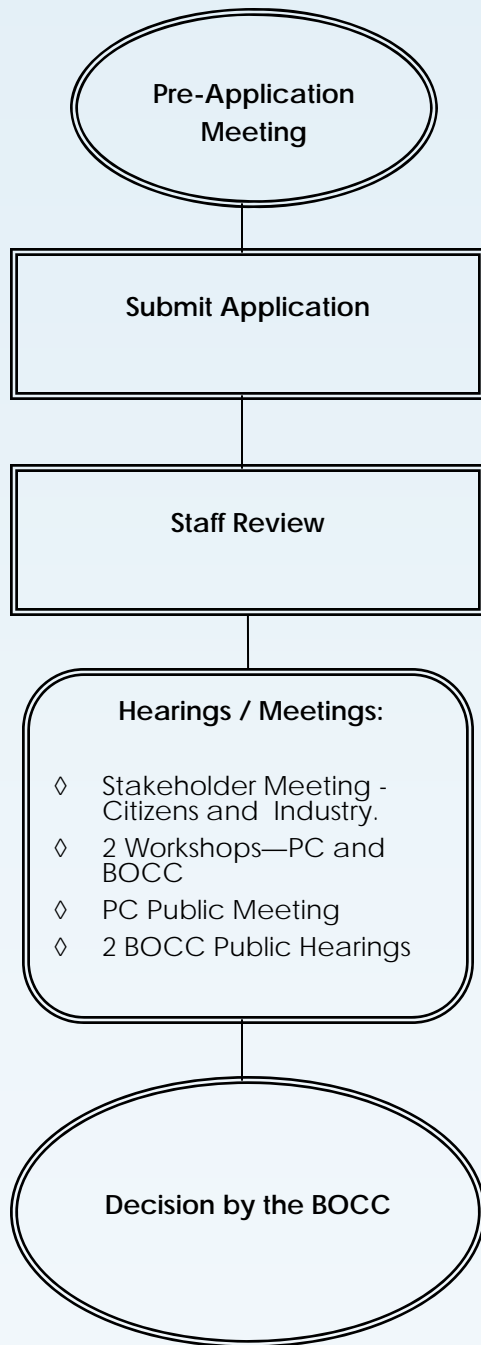 Pre-Application
Meeting
Submit Application
Staff Review
Hearings / Meetings:
◊ Stakeholder Meeting -
Citizens and Industry.
◊ 2 Workshops—PC and
BOCC
◊ PC Public Meeting
◊ 2 BOCC Public Hearings
Decision by the BOCC